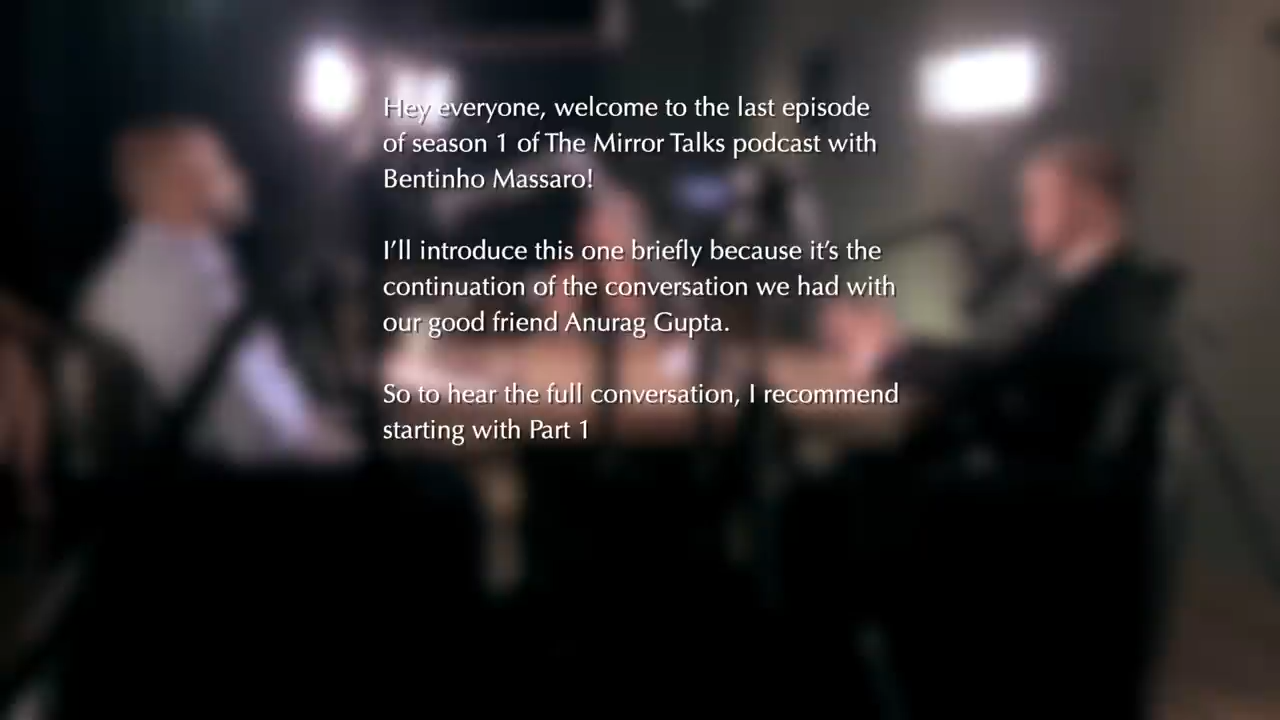 Hey everyone, welcome to the last episode
of season 1 of The Mirror Talks podcast with
Bentinho Massaro!
I’ll introduce this one briefly because it’s the
continuation of the conversation we had with
our good friend Anurag Gupta.
So to hear the full conversation, I recommend
starting with Part 1